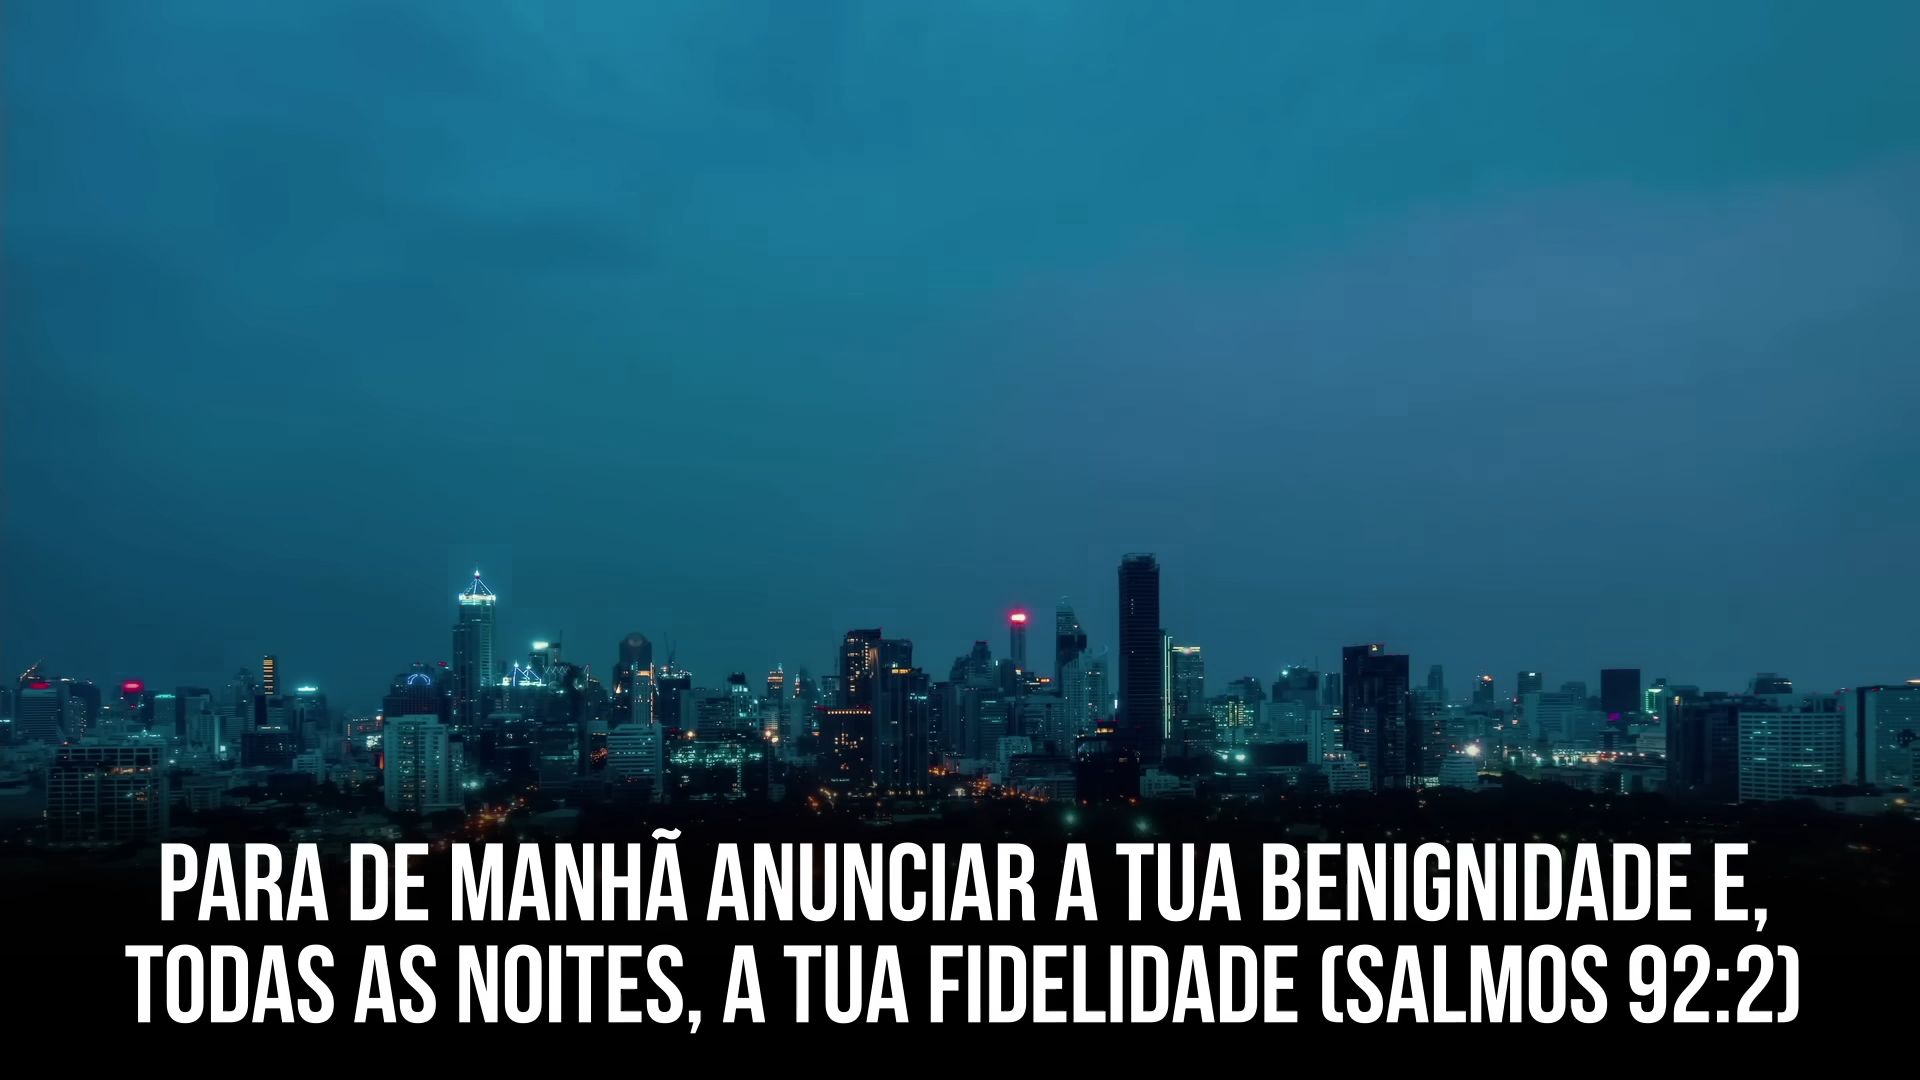 PARA DE MANHÃ ANUNCIAR A TUA BENIGNIDADE E,
TODAS AS NOITES, A TUA FIDELIDADE (SALMOS 92:2)